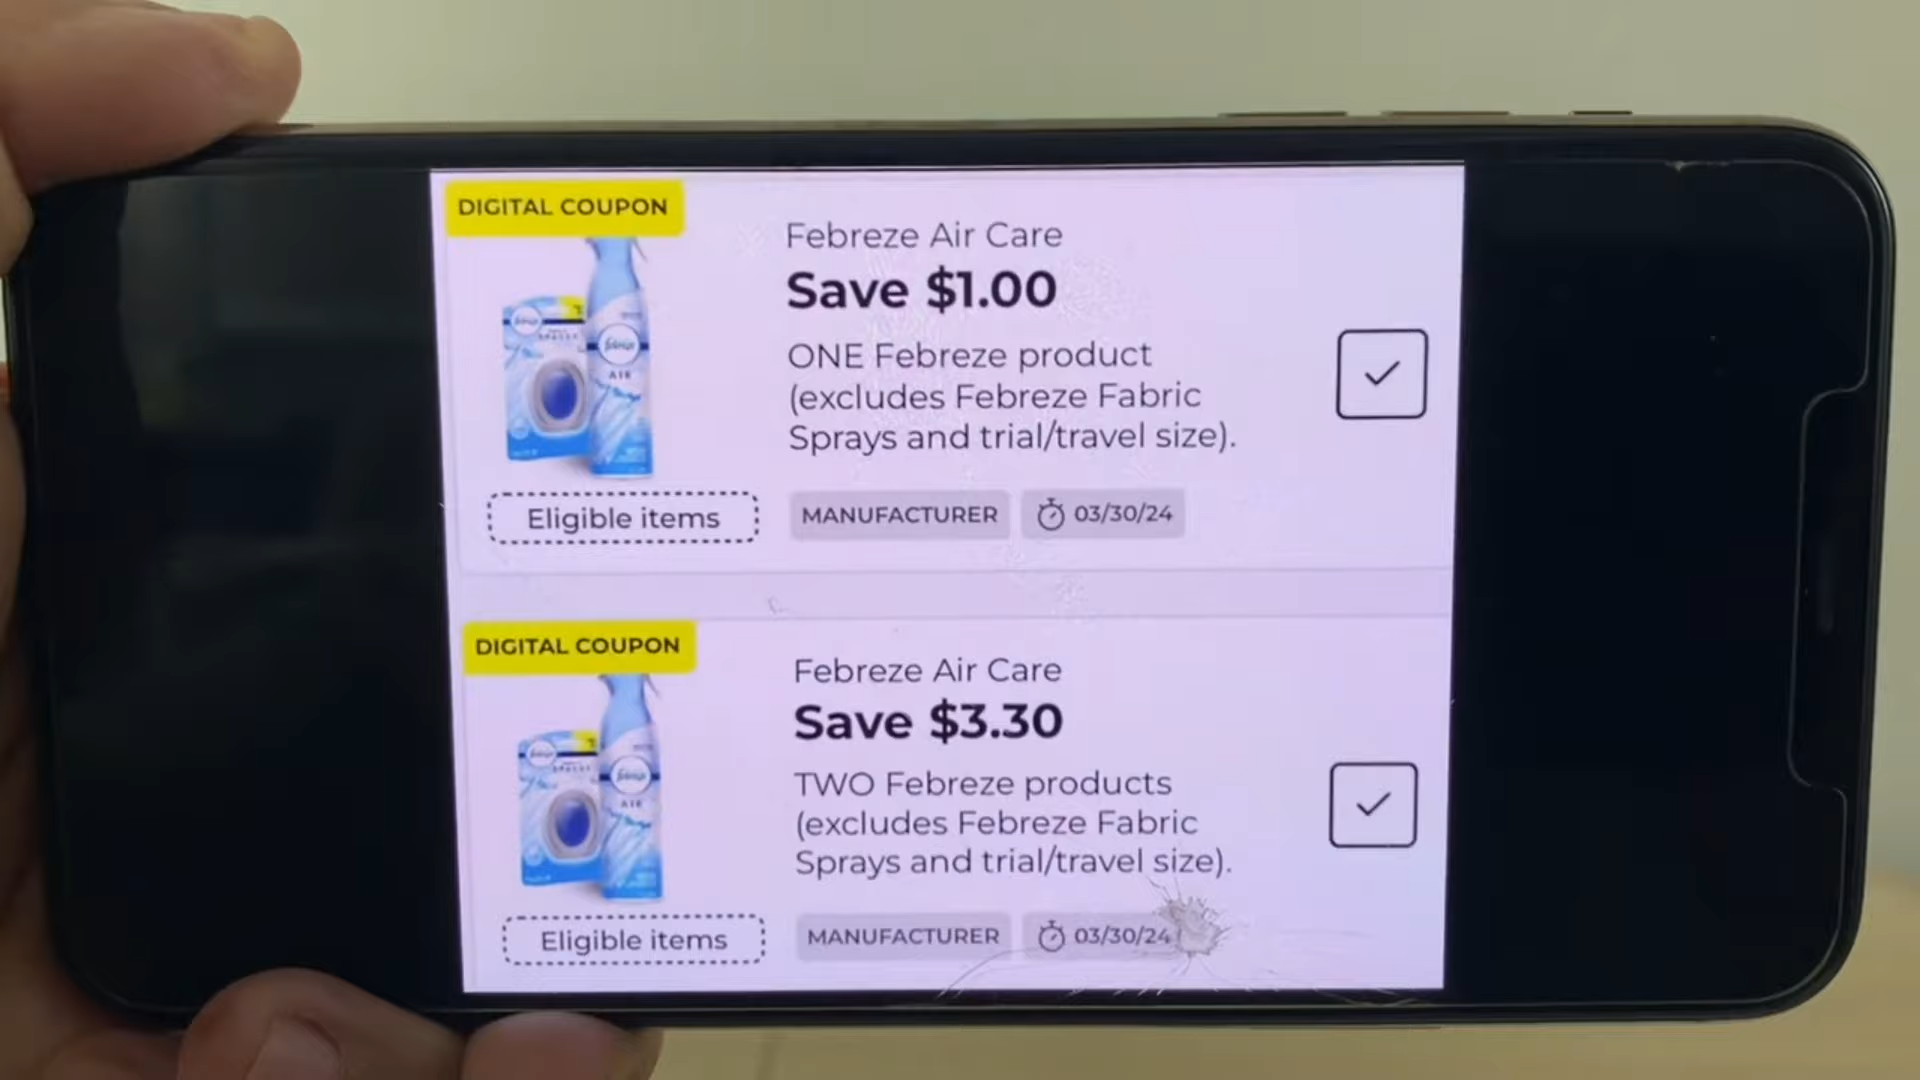 DIGITAL COUPON
Febreze Air Care
Save $1.00
ONE Febreze product
(excludes Febreze Fabric
Sprays and trial/travel size).
AIR
Eligible items
MANUFACTURER
03/30/24
DIGITAL COUPON
Febreze Air Care
Save $3.30
TWO Febreze products
(excludes Febreze Fabric
Sprays and trial/travel size).
AIR
Eligible items
MANUFACTURER
03/30/24